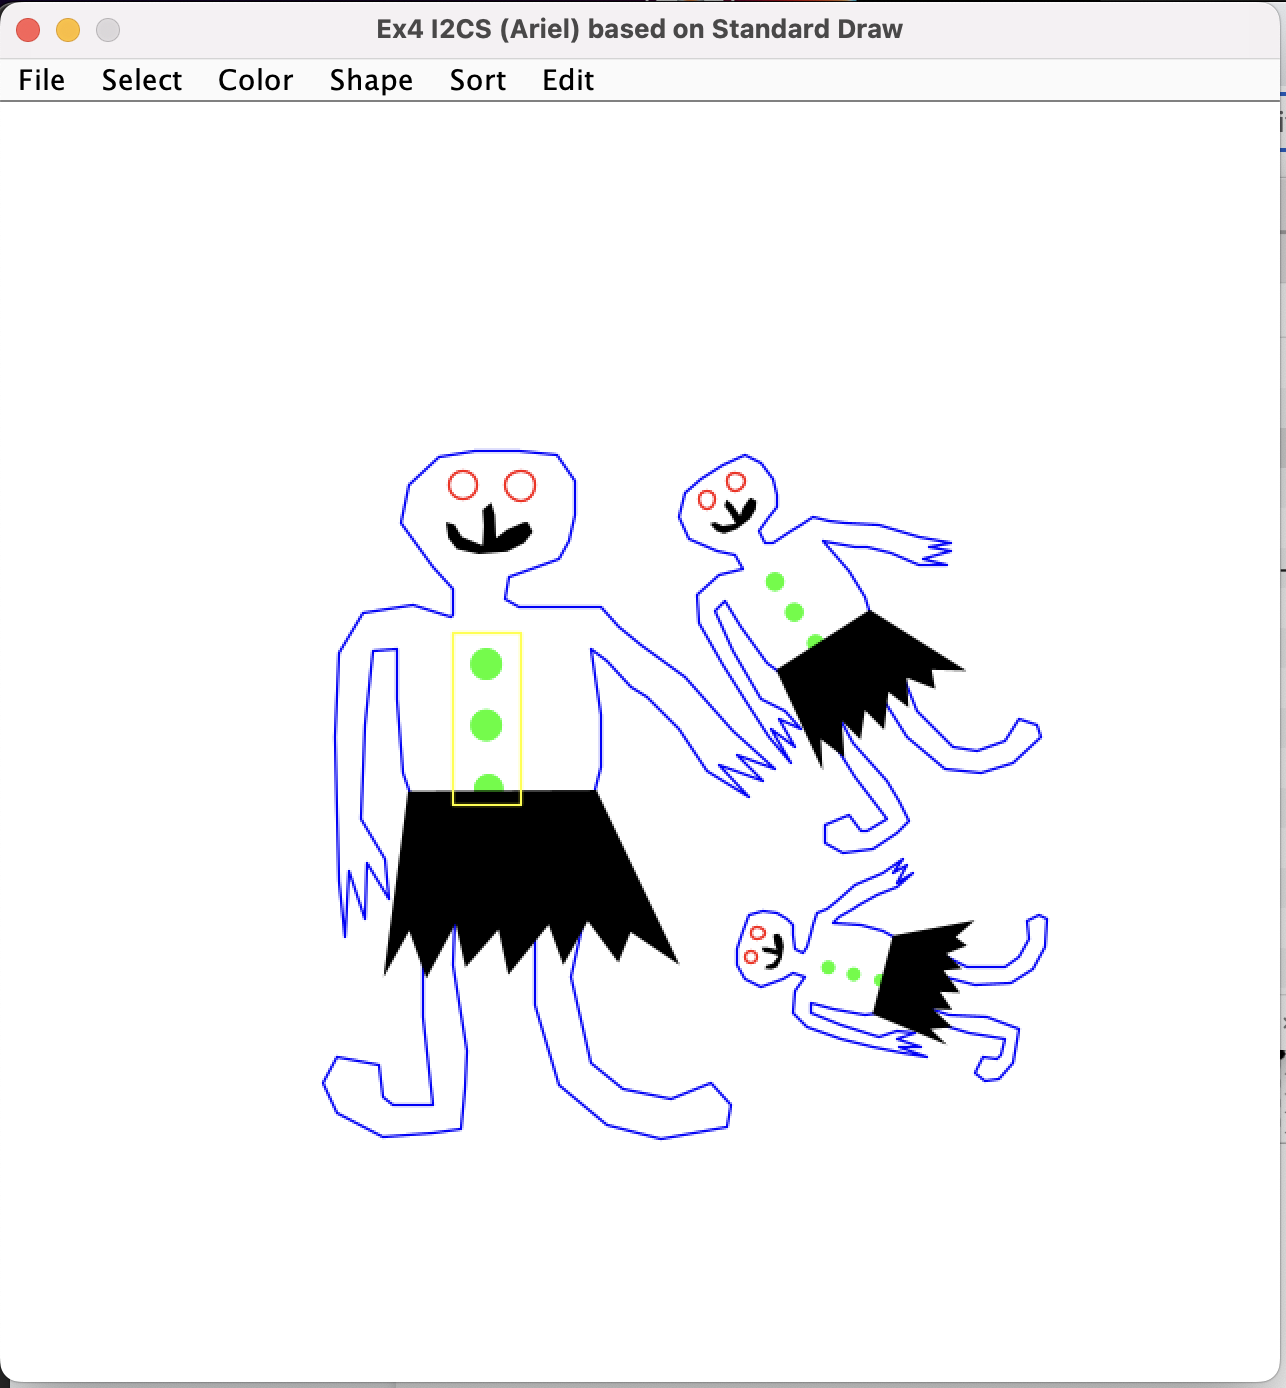 Ex4 I2CS (Ariel) based on Standard Draw
File Select Color Shape Sort Edit